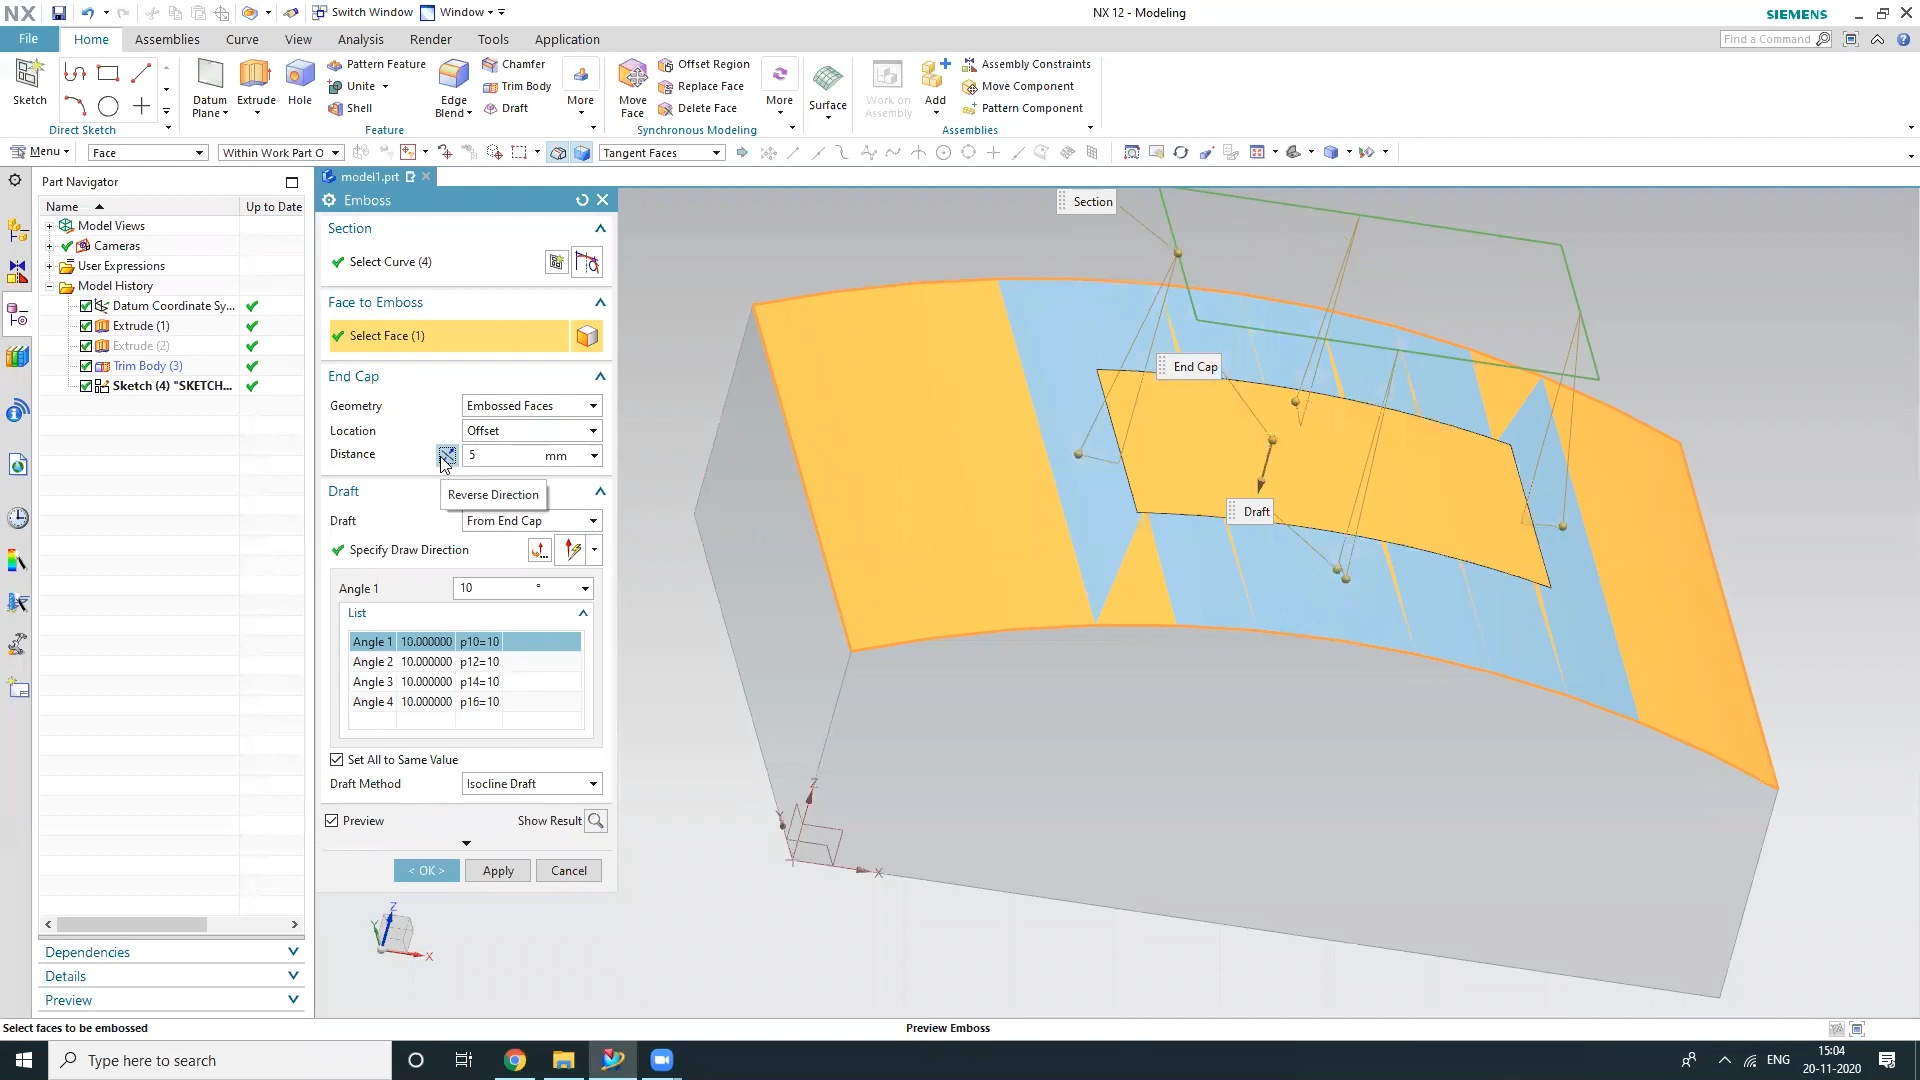 NX
Switch Window
Window
NX 12 - Modeling
SIEMENS
File
Home
Assemblies
Curve
View
Analysis
Render
Tools
Application
Find a Command
Sketch
Direct Sketch
Datum
Plane
Extrude
Hole
Pattern Feature
Unite
Shell
Edge
Blend
Chamfer
Trim Body
Draft
More
Feature
Move
Face
Offset Region
Replace Face
Delete Face
More
Synchronous Modeling
Surface
Work on
Assembly
Add
Assembly Constraints
Move Component
Pattern Component
Assemblies
Menu
Face
Within Work Part O
Tangent Faces
Part Navigator
Name
Up to Date
Model Views
Cameras
User Expressions
Model History
Datum Coordinate Sy...
Extrude (1)
Extrude (2)
Trim Body (3)
Sketch (4) "SKETCH...
Dependencies
Details
Preview
model1.prt
Emboss
Section
Select Curve (4)
Face to Emboss
Select Face (1)
End Cap
Geometry
Embossed Faces
Location
Offset
Distance
5 mm
Reverse Direction
Draft
Draft
From End Cap
Specify Draw Direction
Angle 1
10 °
List
Angle 1 10.000000 p10=10
Angle 2 10.000000 p12=10
Angle 3 10.000000 p14=10
Angle 4 10.000000 p16=10
Set All to Same Value
Draft Method
Isocline Draft
Preview
Show Result
< OK >
Apply
Cancel
Section
End Cap
Draft
Z
Y
X
Z
Y
X
Select faces to be embossed
Preview Emboss
Type here to search
ENG
15:04
20-11-2020